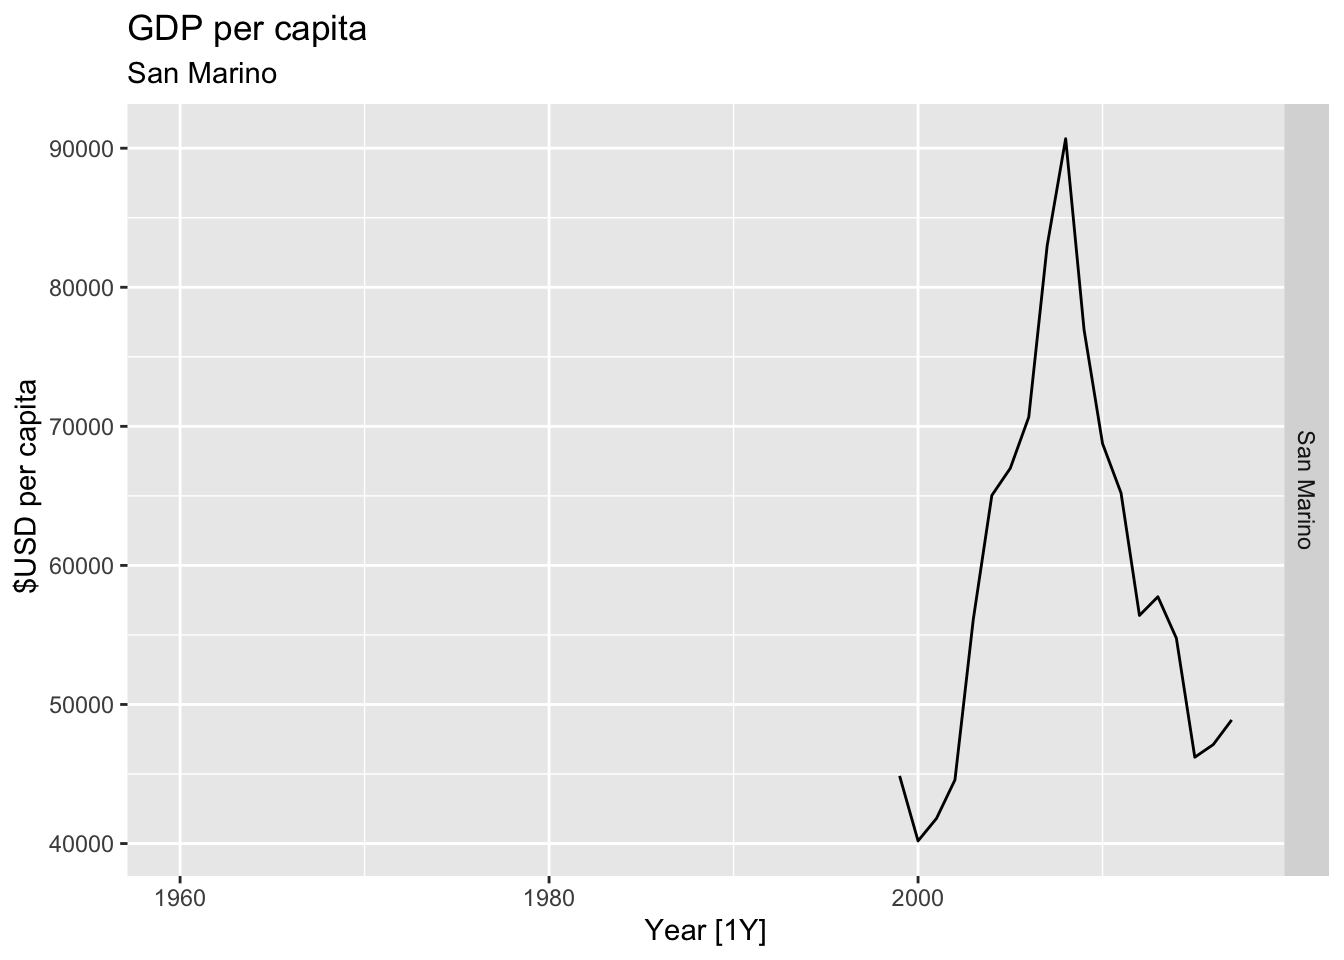 GDP per capita
San Marino
$USD per capita
90000
80000
70000
60000
50000
40000
San Marino
1960 1980 2000
Year [1Y]